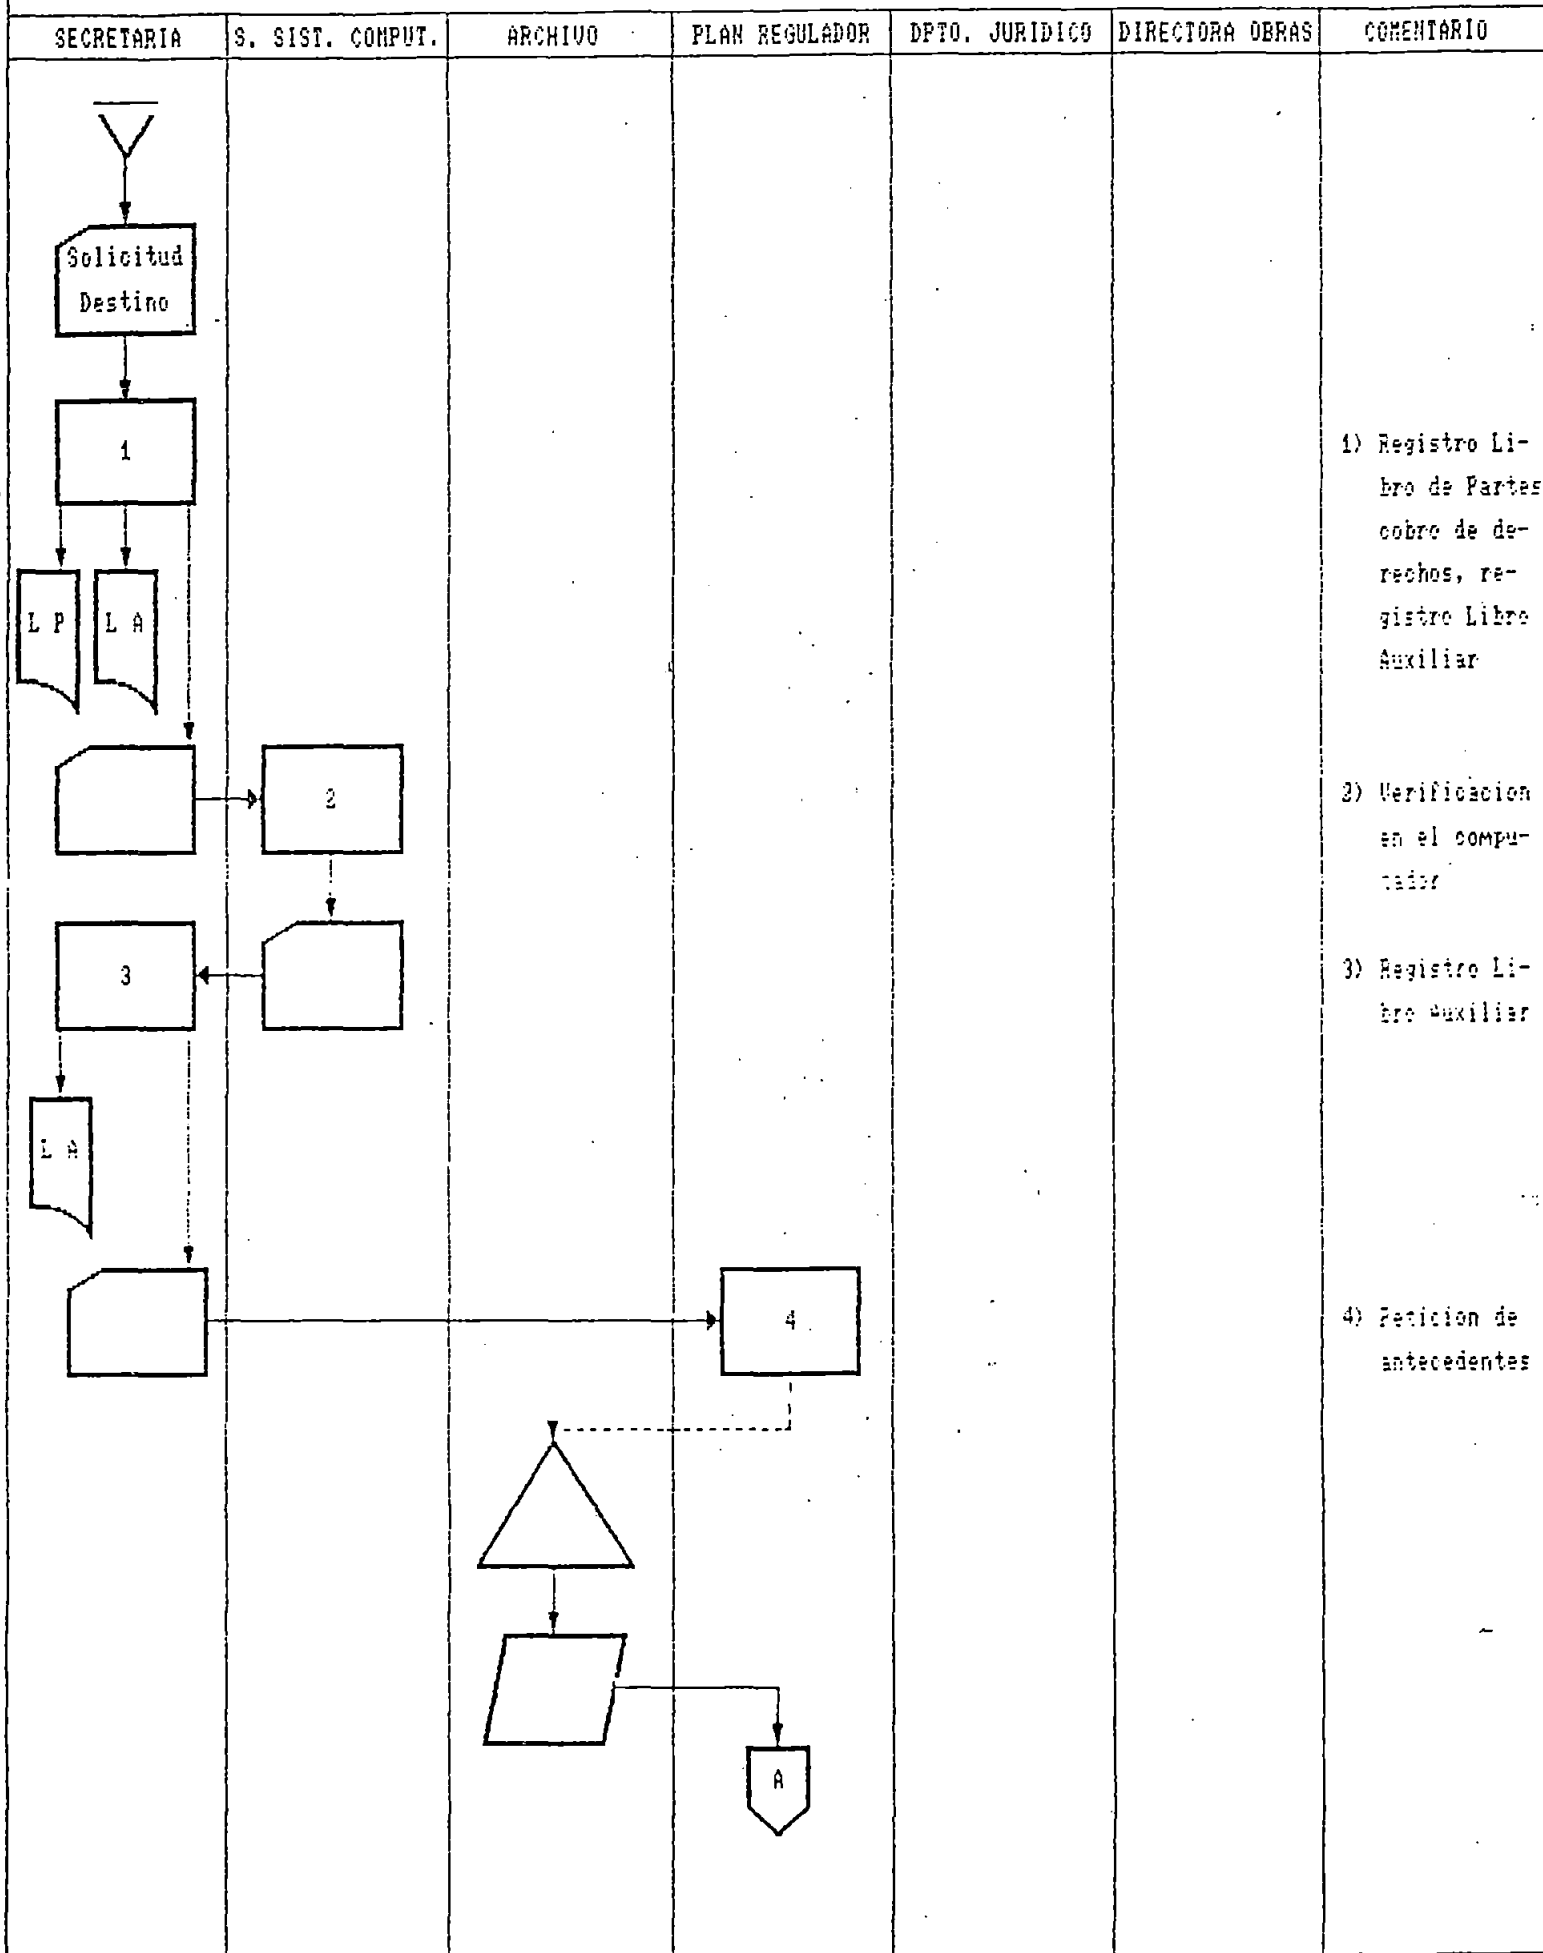 SECRETARIA
S. SIST. COMPUT.
ARCHIVO
PLAN REGULADOR
DPTO. JURIDICO
DIRECTORA OBRAS
COMENTARIO
Solicitud
Destino
1
L P
L A
2
3
L A
4
A
1) Registro Li-
bro de Partes
cobro de de-
rechos, re-
gistro Libro
Auxiliar
2) Verificacion
en el compu-
tador
3) Registro Li-
bro Auxiliar
4) Peticion de
antecedentes